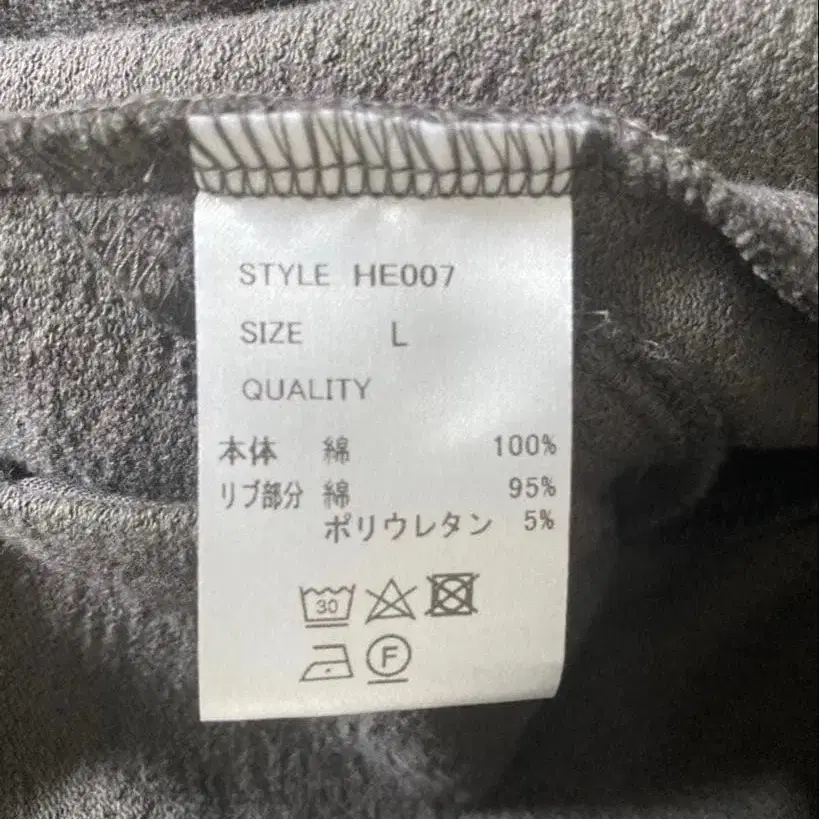 STYLE HE007
SIZE L
QUALITY
本体 綿 100%
リブ部分 綿 95%
ポリウレタン 5%
30
F